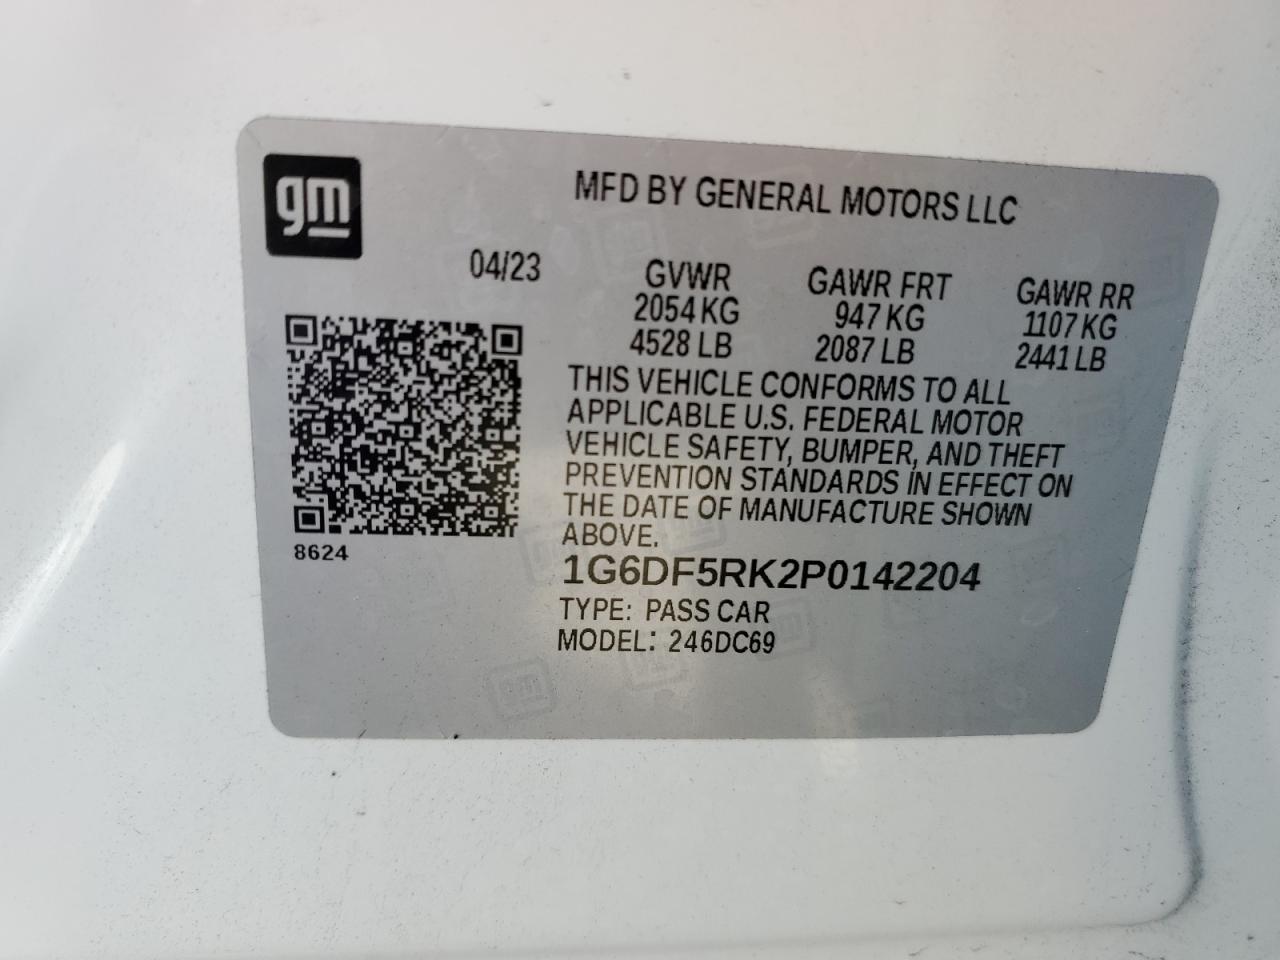 gm
MFD BY GENERAL MOTORS LLC
04/23
GVWR GAWR FRT GAWR RR
2054 KG 947 KG 1107 KG
4528 LB 2087 LB 2441 LB
THIS VEHICLE CONFORMS TO ALL
APPLICABLE U.S. FEDERAL MOTOR
VEHICLE SAFETY, BUMPER, AND THEFT
PREVENTION STANDARDS IN EFFECT ON
THE DATE OF MANUFACTURE SHOWN
ABOVE.
8624
1G6DF5RK2P0142204
TYPE: PASS CAR
MODEL: 246DC69